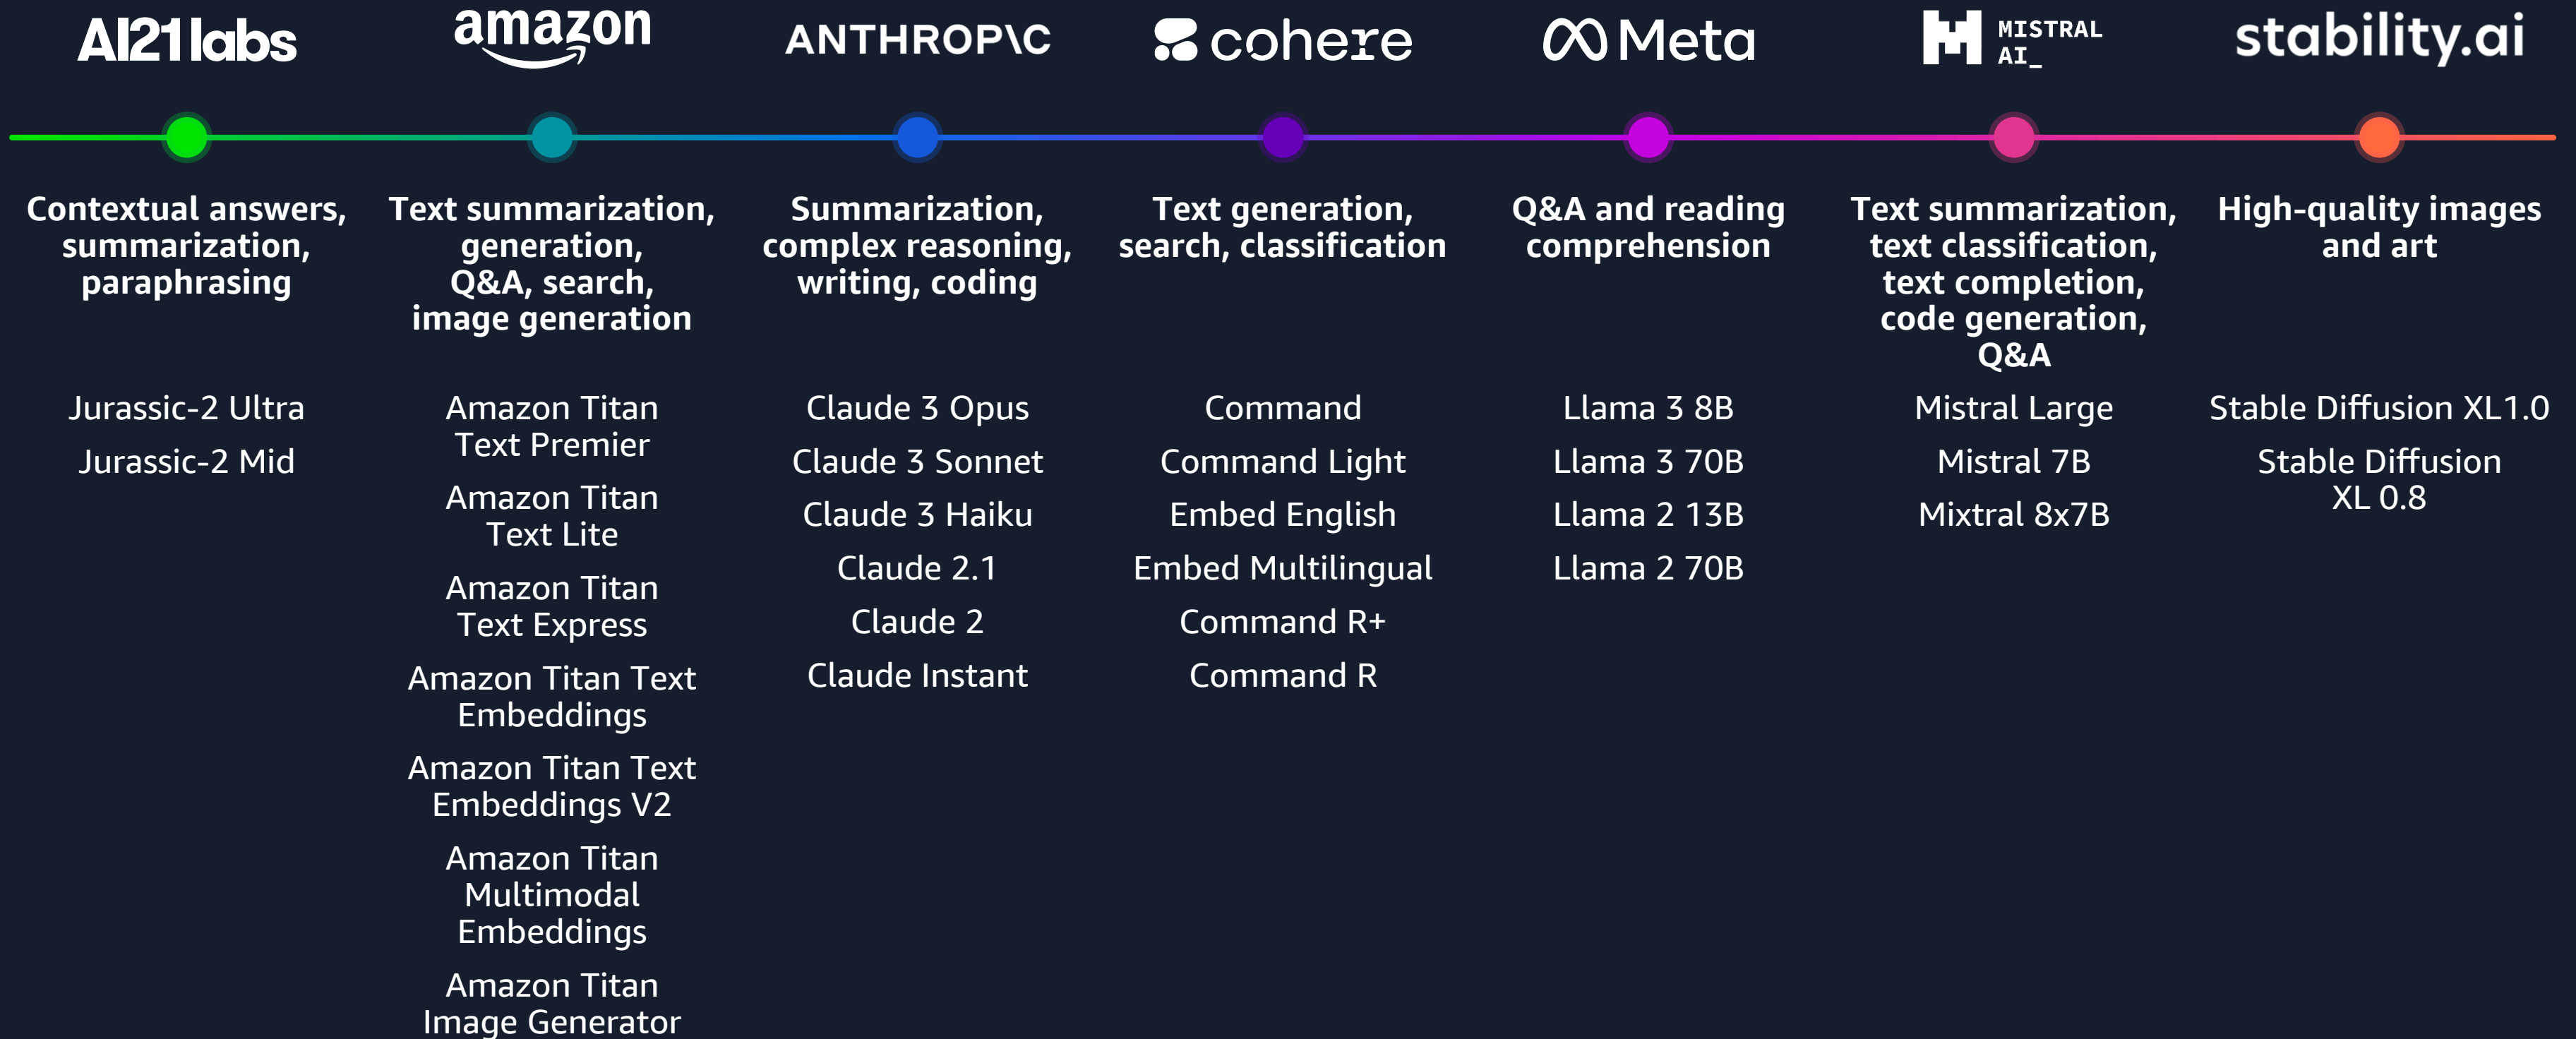 AI21labs
amazon
ANTHROP\C
cohere
Meta
MISTRAL
AI_
stability.ai
Contextual answers,
summarization,
paraphrasing
Jurassic-2 Ultra
Jurassic-2 Mid
Text summarization,
generation,
Q&A, search,
image generation
Amazon Titan
Text Premier
Amazon Titan
Text Lite
Amazon Titan
Text Express
Amazon Titan Text
Embeddings
Amazon Titan Text
Embeddings V2
Amazon Titan
Multimodal
Embeddings
Amazon Titan
Image Generator
Summarization,
complex reasoning,
writing, coding
Claude 3 Opus
Claude 3 Sonnet
Claude 3 Haiku
Claude 2.1
Claude 2
Claude Instant
Text generation,
search, classification
Command
Command Light
Embed English
Embed Multilingual
Command R+
Command R
Q&A and reading
comprehension
Llama 3 8B
Llama 3 70B
Llama 2 13B
Llama 2 70B
Text summarization,
text classification,
text completion,
code generation,
Q&A
Mistral Large
Mistral 7B
Mixtral 8x7B
High-quality images
and art
Stable Diffusion XL1.0
Stable Diffusion
XL 0.8